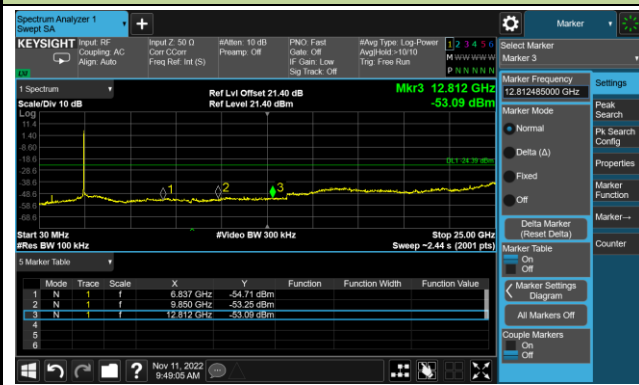 Spectrum Analyzer 1
Swept SA
+
Marker
KEYSIGHT
Input: RF
Coupling: AC
Align: Auto
Input Z: 50 Ω
Corr CCorr
Freq Ref: Int (S)
#Atten: 10 dB
Preamp: Off
PNO: Fast
Gate: Off
IF Gain: Low
Sig Track: Off
#Avg Type: Log-Power
Avg|Hold:>10/10
Trig: Free Run
1 2 3 4 5 6
M W W W W W
P N N N N N
Select Marker
Marker 3
1 Spectrum
Scale/Div 10 dB
Log
Ref Lvl Offset 21.40 dB
Ref Level 21.40 dBm
Mkr3 12.812 GHz
-53.09 dBm
11.4
1.40
-8.60
-18.6
-28.6
-38.6
-48.6
-58.6
-68.6
1
2
3
Start 30 MHz
#Res BW 100 kHz
#Video BW 300 kHz
Stop 25.00 GHz
Sweep ~2.44 s (2001 pts)
5 Marker Table
Mode Trace Scale X Y Function Function Width Function Value
1 N 1 f 6.837 GHz -54.71 dBm
2 N 1 f 9.850 GHz -53.25 dBm
3 N 1 f 12.812 GHz -53.09 dBm
4
5
6
Marker Frequency
12.812485000 GHz
Marker Mode
Normal
Delta (Δ)
Fixed
Off
Delta Marker
(Reset Delta)
Marker Table
On
Off
Marker Settings
Diagram
All Markers Off
Couple Markers
On
Off
Settings
Peak
Search
Pk Search
Config
Properties
Marker
Function
Marker→
Counter
?
Nov 11, 2022
9:49:05 AM